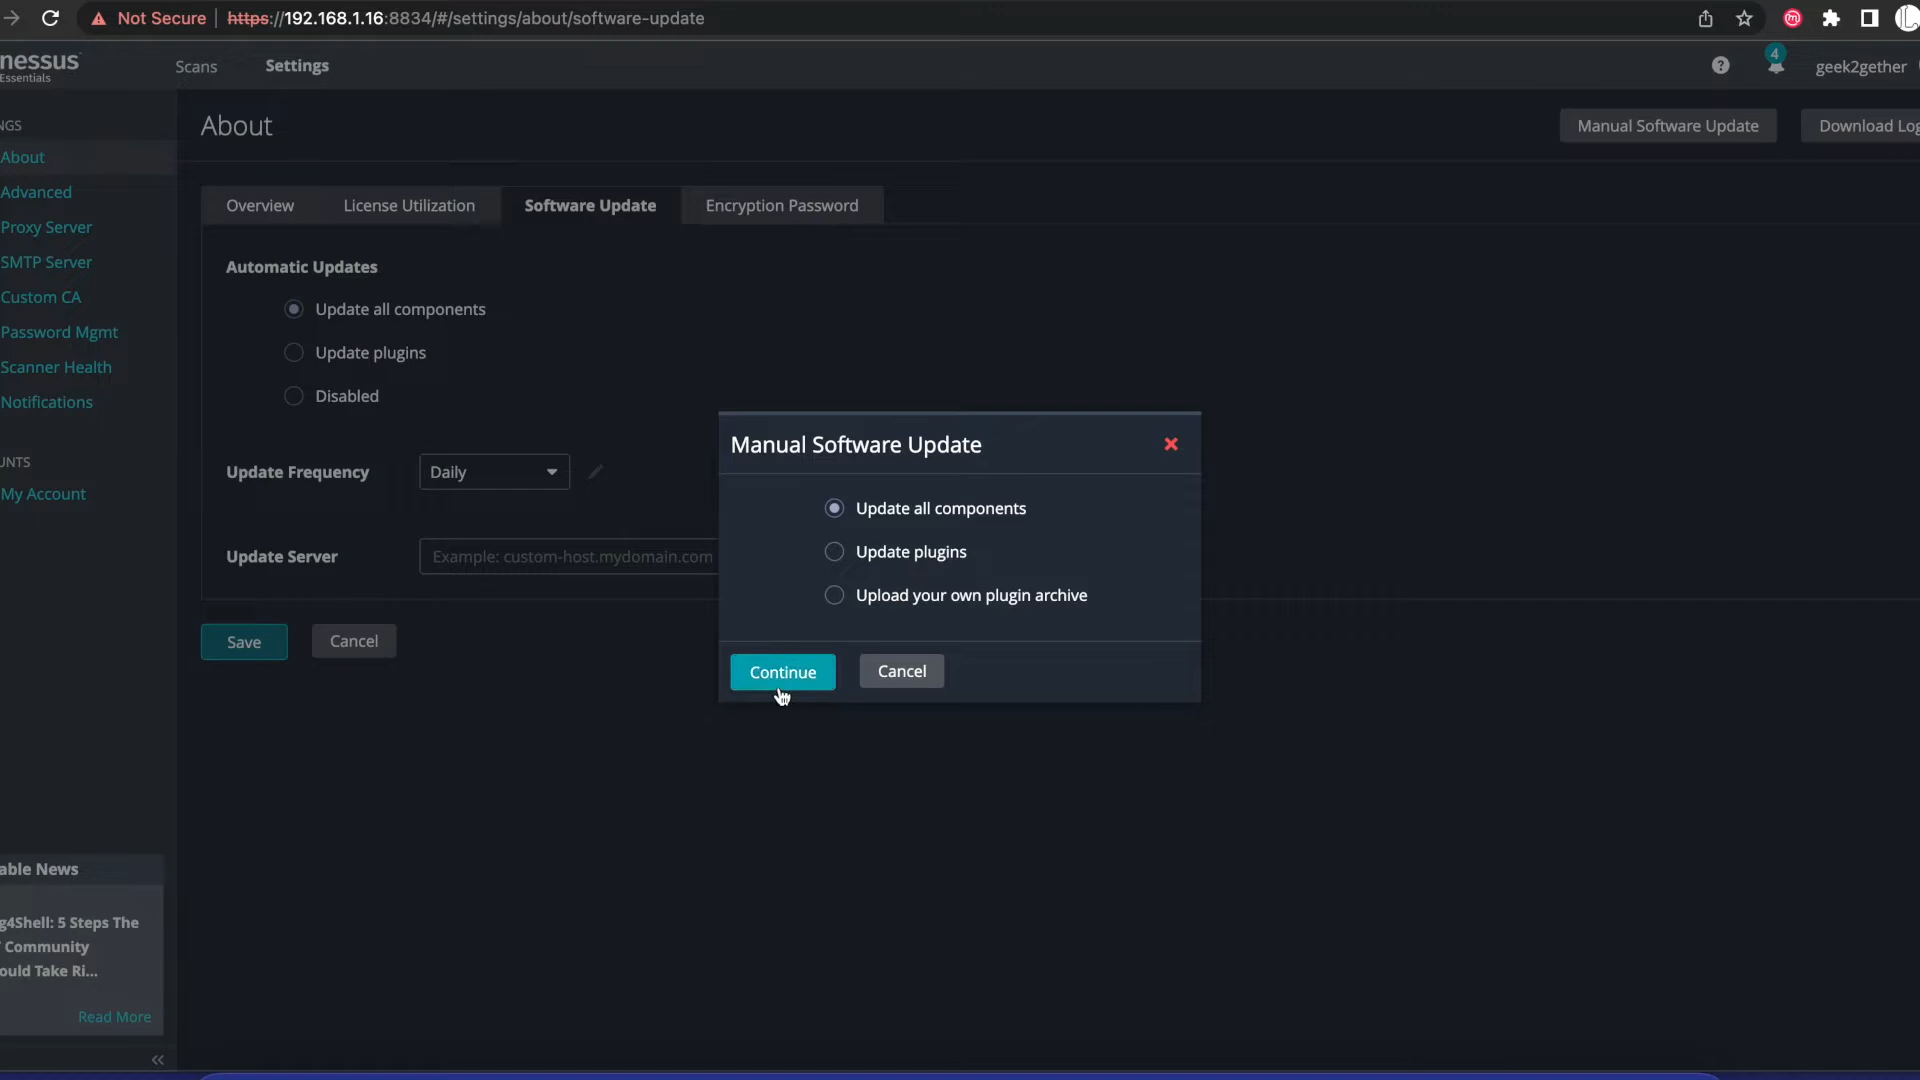 Not Secure
https://192.168.1.16:8834/#/settings/about/software-update
nessus
Essentials
Scans
Settings
?
4
geek2gether
NGS
About
Advanced
Proxy Server
SMTP Server
Custom CA
Password Mgmt
Scanner Health
Notifications
UNTS
My Account
About
Manual Software Update
Download Log
Overview
License Utilization
Software Update
Encryption Password
Automatic Updates
Update all components
Update plugins
Disabled
Update Frequency
Daily
Update Server
Example: custom-host.mydomain.com
Save
Cancel
Manual Software Update
Update all components
Update plugins
Upload your own plugin archive
Continue
Cancel
able News
g4Shell: 5 Steps The
Community
ould Take Ri...
Read More